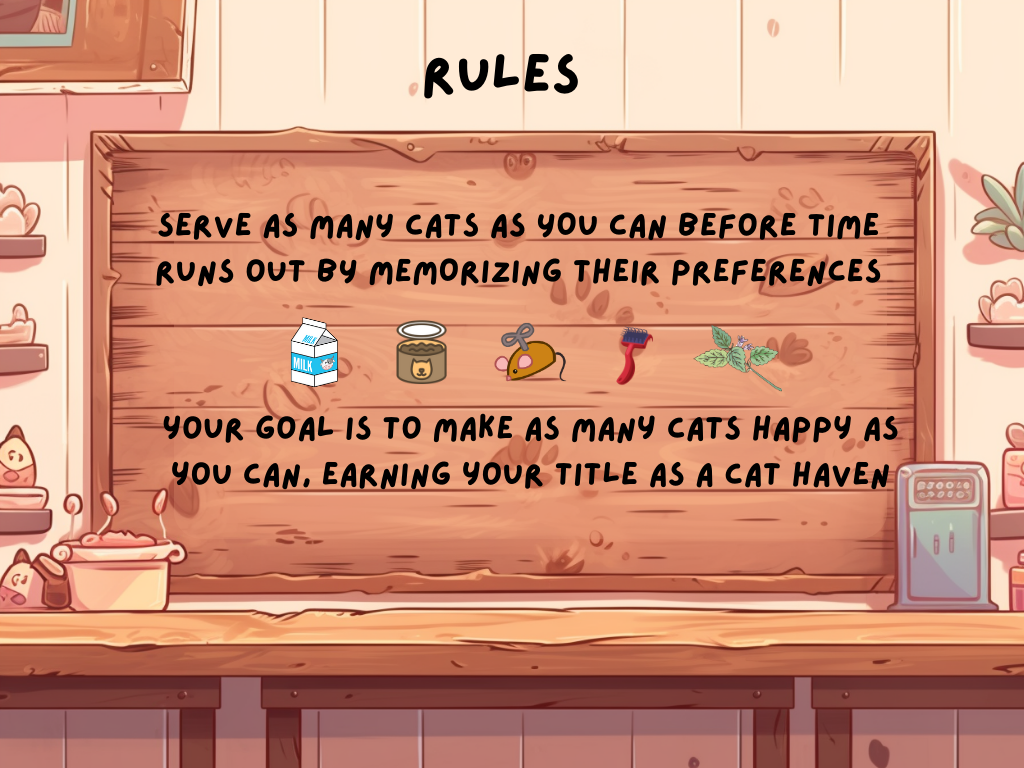 RULES
SERVE AS MANY CATS AS YOU CAN BEFORE TIME
RUNS OUT BY MEMORIZING THEIR PREFERENCES
MILK
MILK
YOUR GOAL IS TO MAKE AS MANY CATS HAPPY AS
YOU CAN, EARNING YOUR TITLE AS A CAT HAVEN